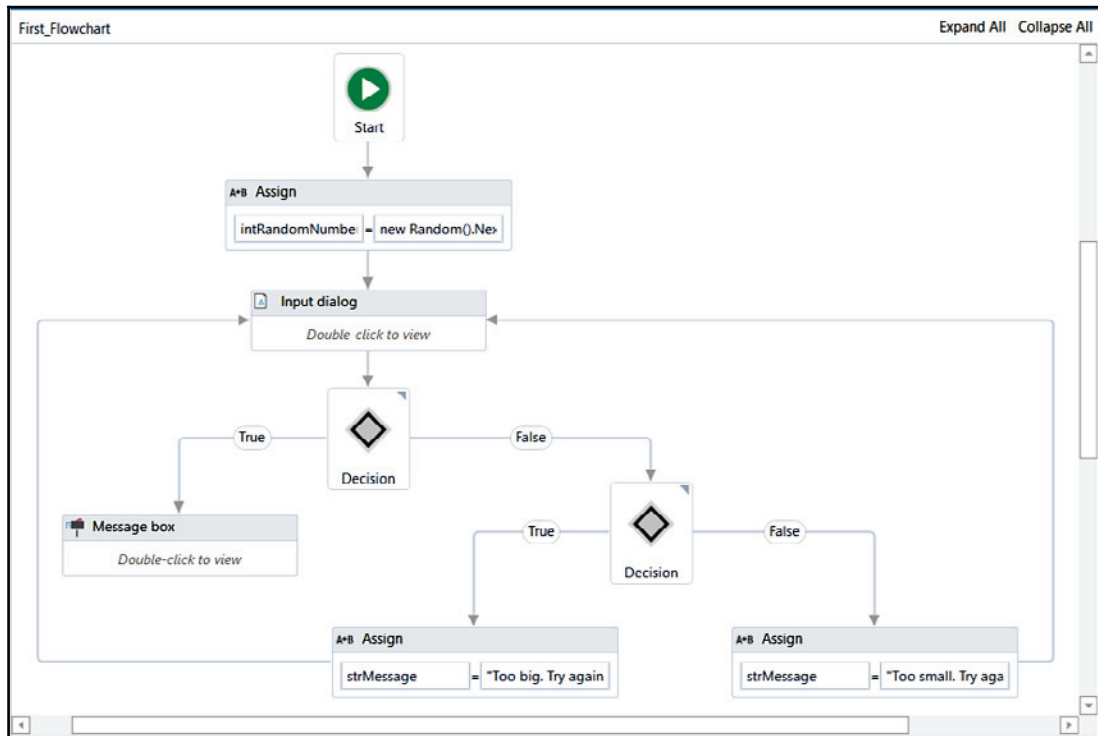 First_Flowchart
Expand All Collapse All
Start
A+B Assign
intRandomNumbe = new Random().Nex
Input dialog
Double click to view
Decision
True
False
Message box
Double-click to view
Decision
True
False
A+B Assign
strMessage = "Too big. Try again
A+B Assign
strMessage = "Too small. Try aga